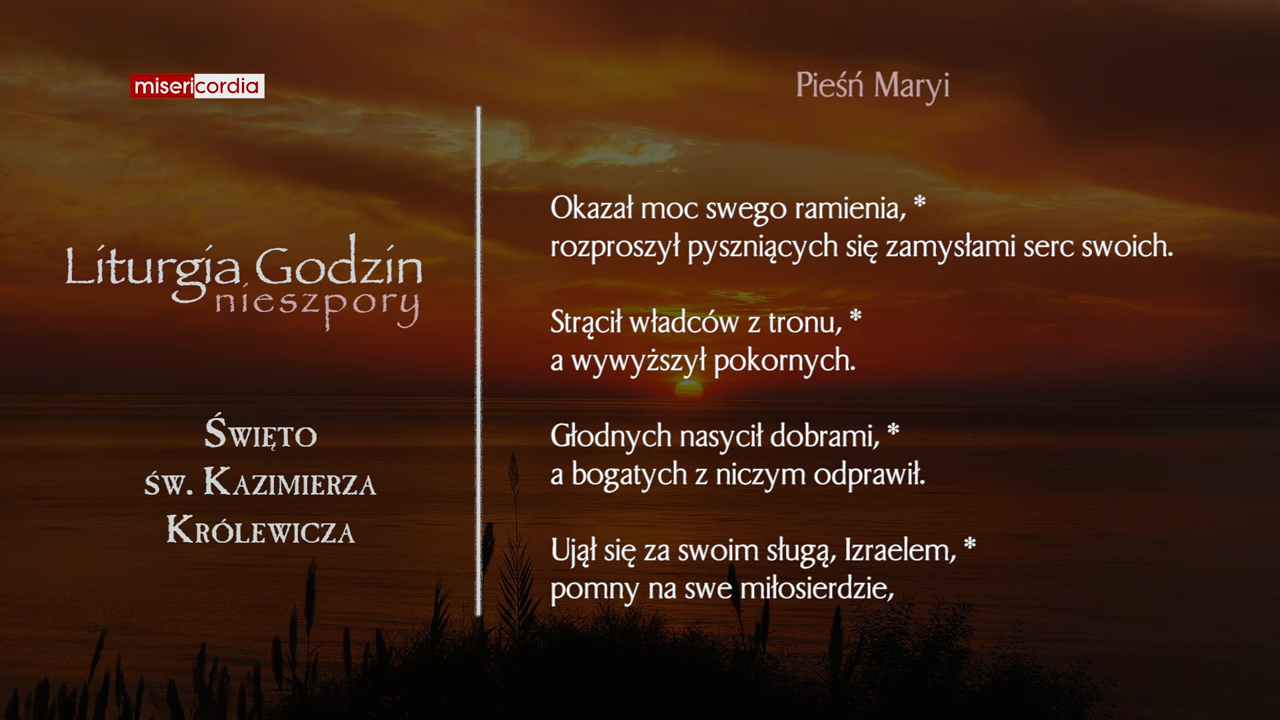 misericordia
Liturgia Godzin
nieszpory
Święto
św. Kazimierza
Królewicza
Pieśń Maryi
Okazał moc swego ramienia, *
rozproszył pyszniących się zamysłami serc swoich.
Strącił władców z tronu, *
a wywyższył pokornych.
Głodnych nasycił dobrami, *
a bogatych z niczym odprawił.
Ujął się za swoim sługą, Izraelem, *
pomny na swe miłosierdzie,